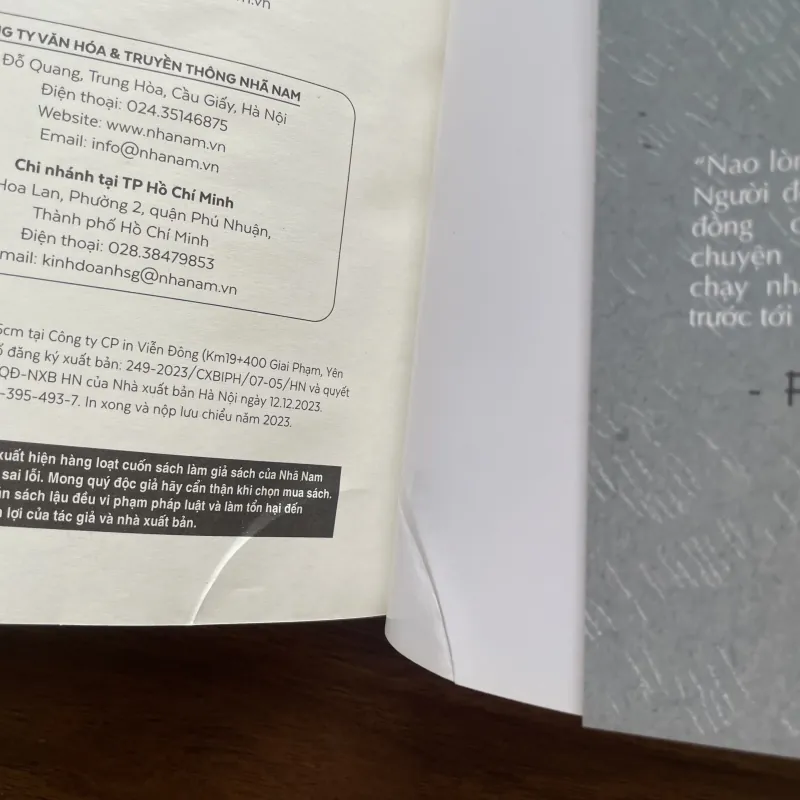 TY VĂN HÓA & TRUYỀN THÔNG NHÃ NAM
Đỗ Quang, Trung Hòa, Cầu Giấy, Hà Nội
Điện thoại: 024.35146875
Website: www.nhanam.vn
Email: info@nhanam.vn
Chi nhánh tại TP Hồ Chí Minh
Hoa Lan, Phường 2, quận Phú Nhuận,
Thành phố Hồ Chí Minh
Điện thoại: 028.38479853
mail: kinhdoanhsg@nhanam.vn
5cm tại Công ty CP in Viễn Đông (Km19+400 Giai Phạm, Yên
đăng ký xuất bản: 249-2023/CXBIPH/07-05/HN và quyết
QĐ-NXB HN của Nhà xuất bản Hà Nội ngày 12.12.2023.
-395-493-7. In xong và nộp lưu chiểu năm 2023.
xuất hiện hàng loạt cuốn sách làm giả sách của Nhã Nam
sai lỗi. Mong quý độc giả hãy cẩn thận khi chọn mua sách.
sách lậu đều vi phạm pháp luật và làm tổn hại đến
lợi của tác giả và nhà xuất bản.
"Nao
Người
đồng
chuyện
chạy
trước tới